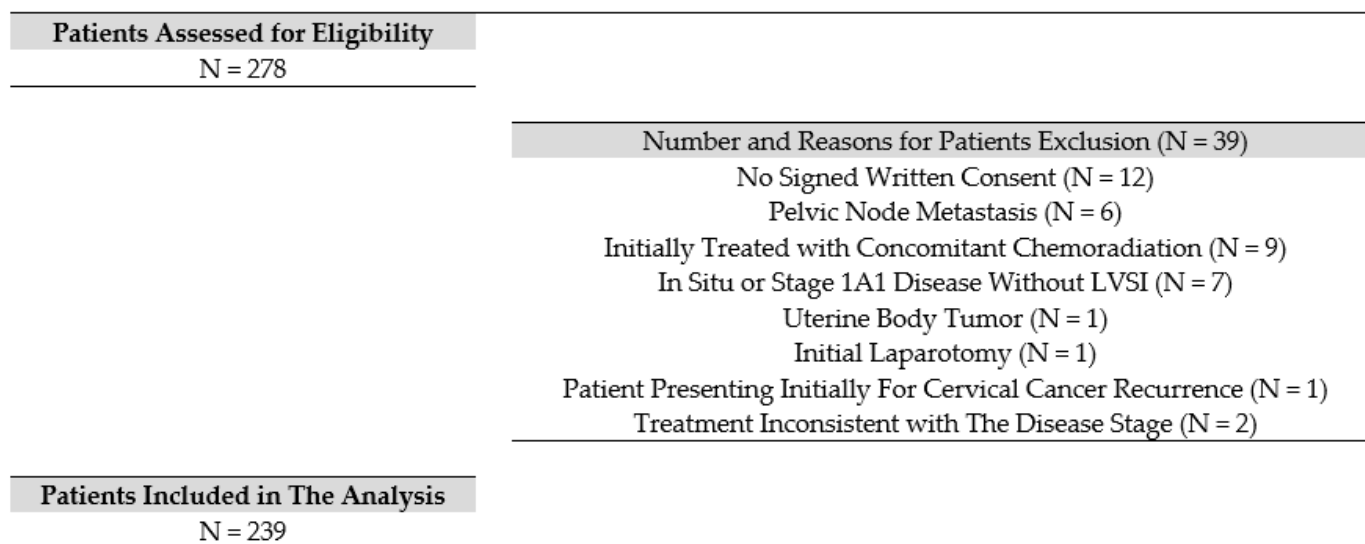 Patients Assessed for Eligibility
N = 278
Number and Reasons for Patients Exclusion (N = 39)
No Signed Written Consent (N = 12)
Pelvic Node Metastasis (N = 6)
Initially Treated with Concomitant Chemoradiation (N = 9)
In Situ or Stage 1A1 Disease Without LVSI (N = 7)
Uterine Body Tumor (N = 1)
Initial Laparotomy (N = 1)
Patient Presenting Initially For Cervical Cancer Recurrence (N = 1)
Treatment Inconsistent with The Disease Stage (N = 2)
Patients Included in The Analysis
N = 239